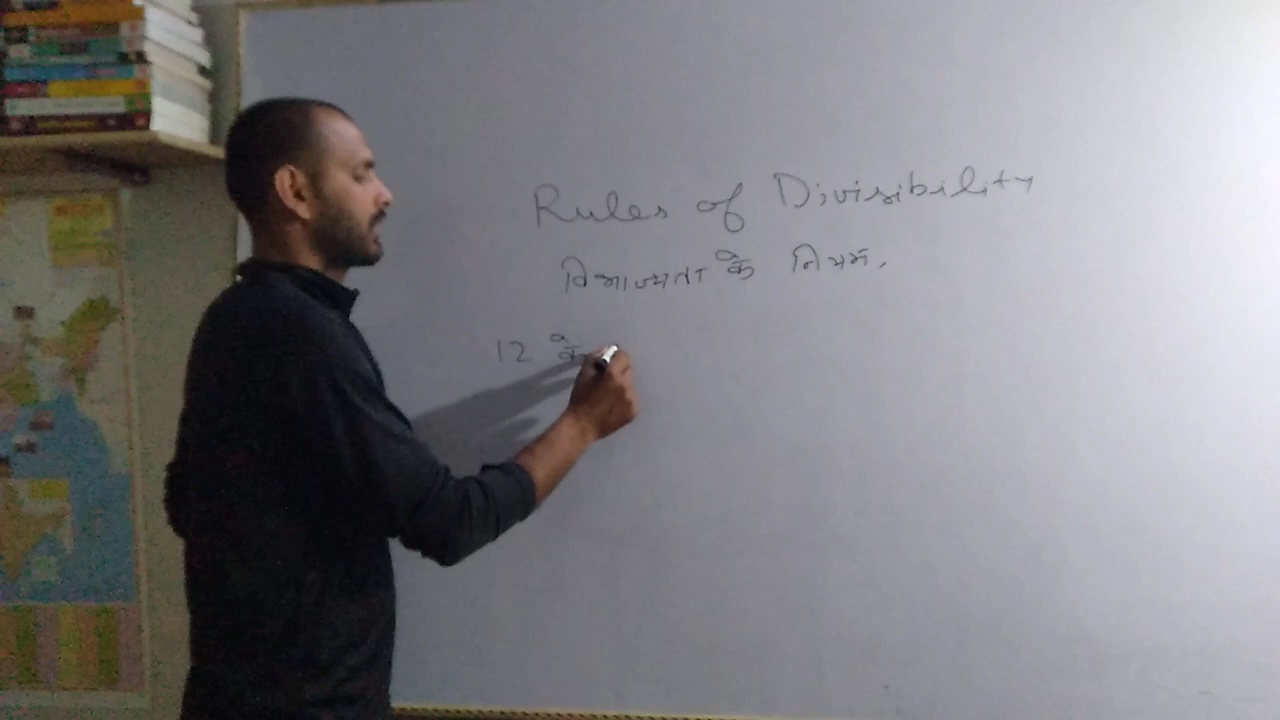 Rules of Divisibility
विभाज्यता के नियम.
12 के